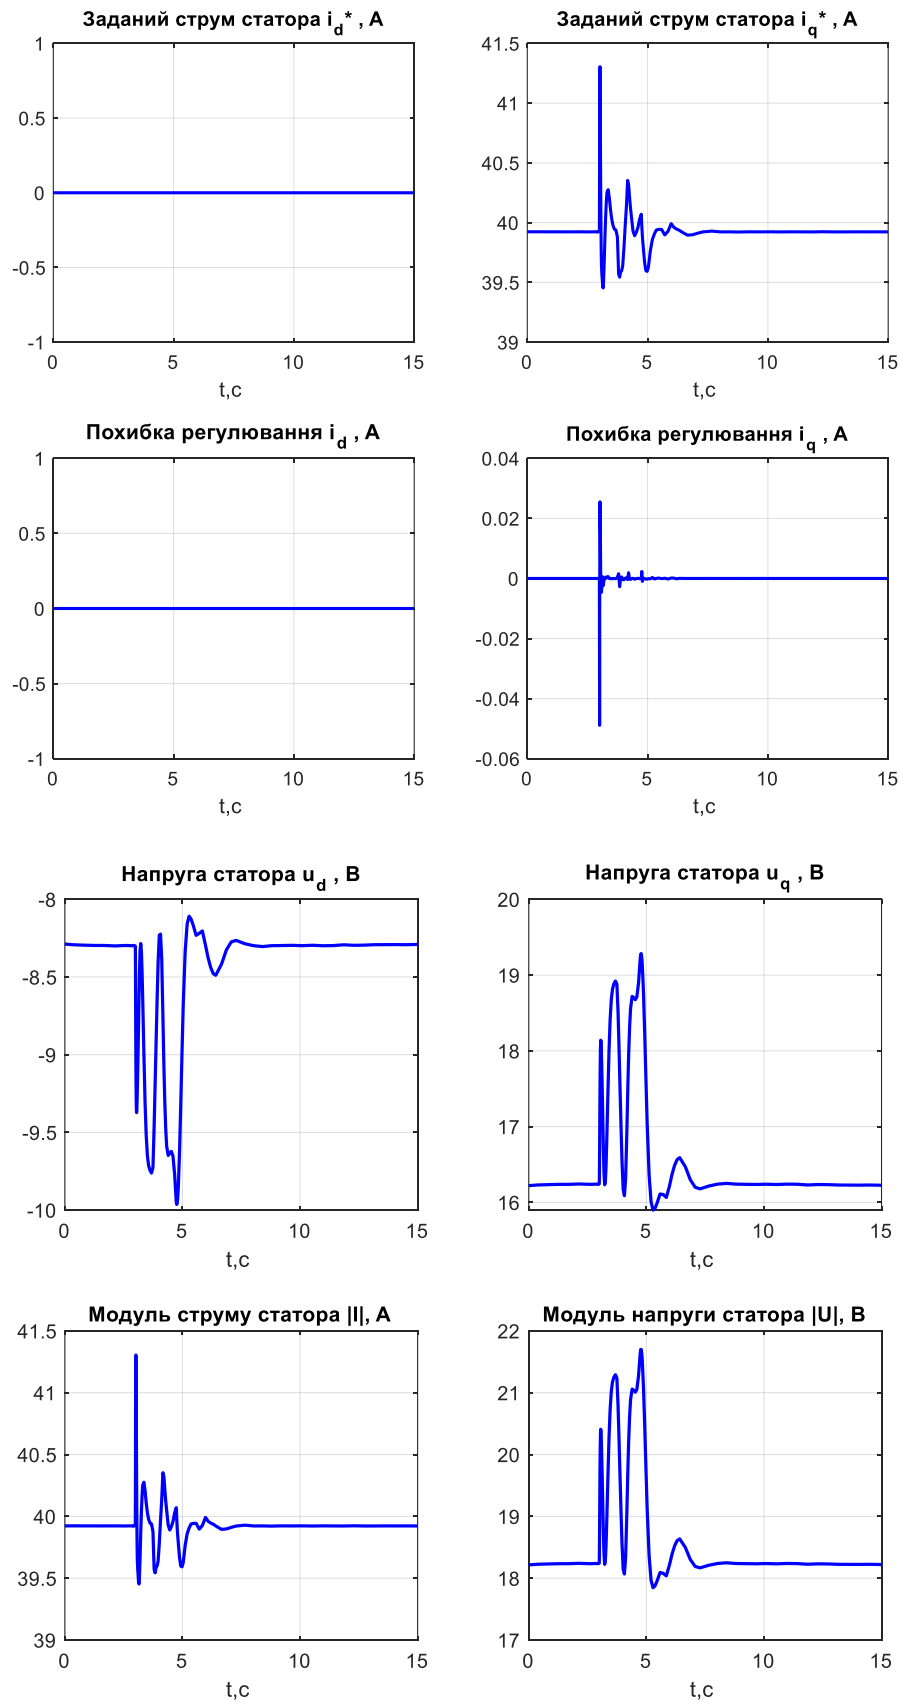 Заданий струм статора i_d* , А
1
0.5
0
-0.5
-1
0 5 10 15
t,c
Заданий струм статора i_q* , А
41.5
41
40.5
40
39.5
39
0 5 10 15
t,c
Похибка регулювання i_d , А
1
0.5
0
-0.5
-1
0 5 10 15
t,c
Похибка регулювання i_q , А
0.04
0.02
0
-0.02
-0.04
-0.06
0 5 10 15
t,c
Напруга статора u_d , В
-8
-8.5
-9
-9.5
-10
0 5 10 15
t,c
Напруга статора u_q , В
20
19
18
17
16
0 5 10 15
t,c
Модуль струму статора |I|, А
41.5
41
40.5
40
39.5
39
0 5 10 15
t,c
Модуль напруги статора |U|, В
22
21
20
19
18
17
0 5 10 15
t,c